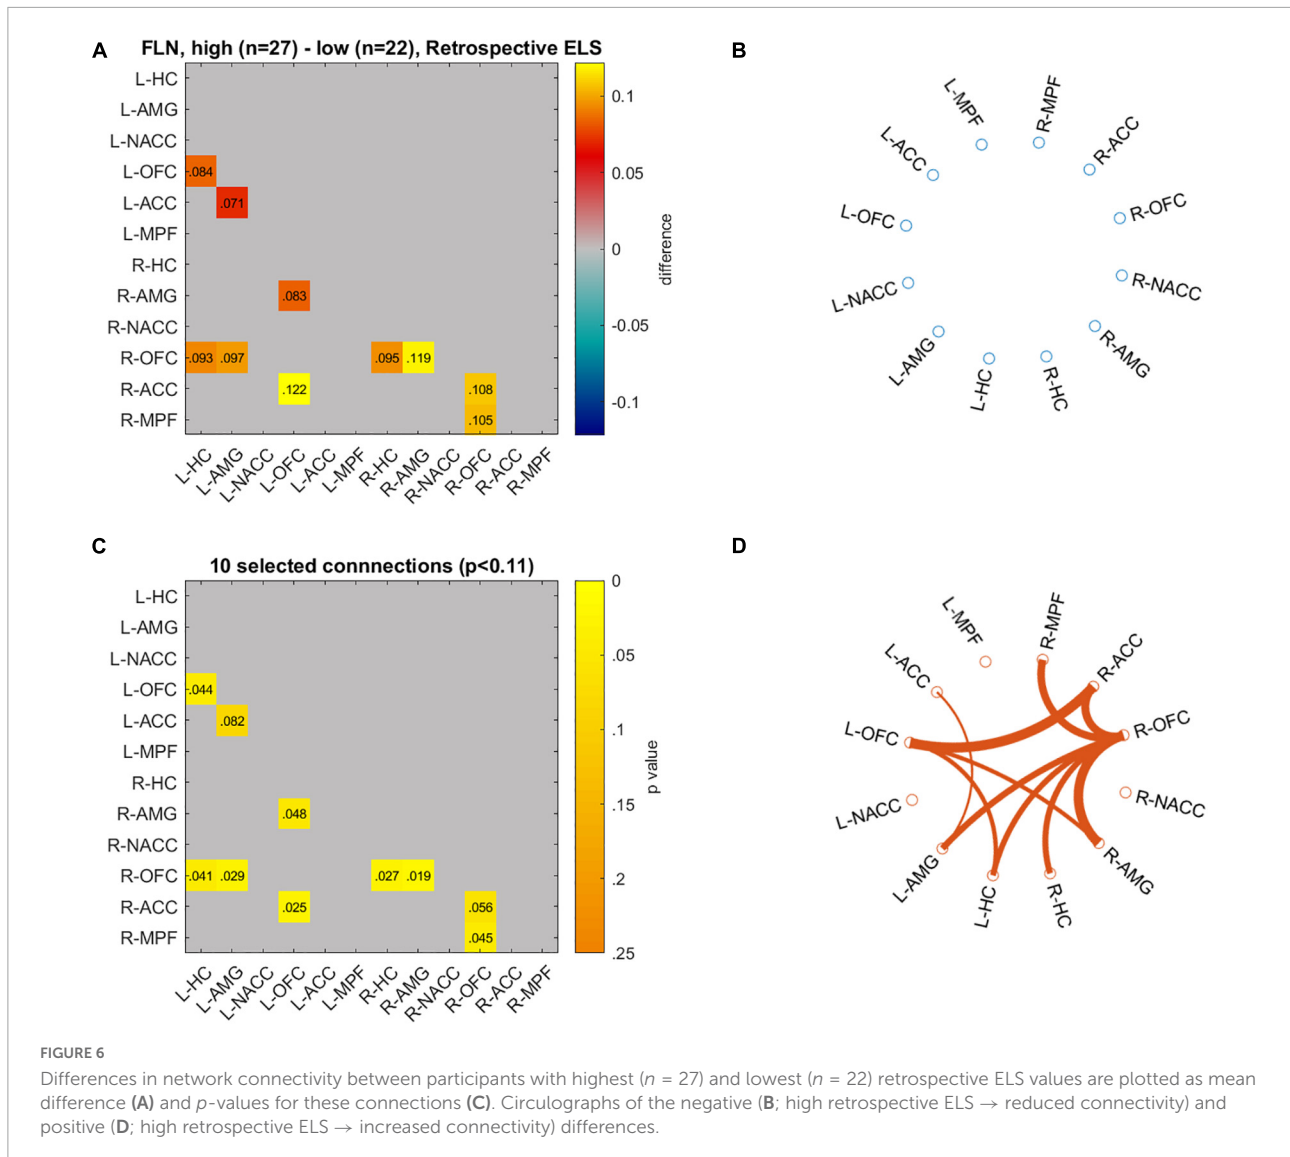 A
FLN, high (n=27) - low (n=22), Retrospective ELS
L-HC
L-AMG
L-NACC
L-OFC .084
L-ACC .071
L-MPF
R-HC
R-AMG .083
R-NACC
R-OFC .093 .097 .095 .119
R-ACC .122 .108
R-MPF .105
L-HC L-AMG L-NACC L-OFC L-ACC L-MPF R-HC R-AMG R-NACC R-OFC R-ACC R-MPF
0.1
0.05
0
-0.05
-0.1
difference
B
L-MPF R-MPF
L-ACC R-ACC
L-OFC R-OFC
L-NACC R-NACC
L-AMG R-AMG
L-HC R-HC
C
10 selected connnections (p<0.11)
L-HC
L-AMG
L-NACC
L-OFC .044
L-ACC .082
L-MPF
R-HC
R-AMG .048
R-NACC
R-OFC .041 .029 .027 .019
R-ACC .025 .056
R-MPF .045
L-HC L-AMG L-NACC L-OFC L-ACC L-MPF R-HC R-AMG R-NACC R-OFC R-ACC R-MPF
0
.05
.1
.15
.2
.25
p value
D
L-MPF R-MPF
L-ACC R-ACC
L-OFC R-OFC
L-NACC R-NACC
L-AMG R-AMG
L-HC R-HC
FIGURE 6
Differences in network connectivity between participants with highest (n = 27) and lowest (n = 22) retrospective ELS values are plotted as mean
difference (A) and p-values for these connections (C). Circulographs of the negative (B; high retrospective ELS → reduced connectivity) and
positive (D; high retrospective ELS → increased connectivity) differences.